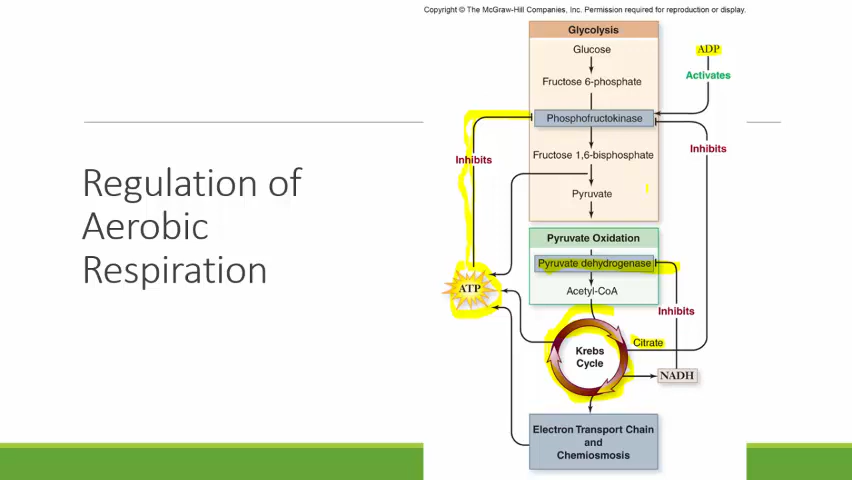 Copyright © The McGraw-Hill Companies, Inc. Permission required for reproduction or display.
Regulation of
Aerobic
Respiration
Glycolysis
Glucose
ADP
Activates
Fructose 6-phosphate
Phosphofructokinase
Inhibits
Fructose 1,6-bisphosphate
Inhibits
Pyruvate
Pyruvate Oxidation
Pyruvate dehydrogenase
ATP
Acetyl-CoA
Inhibits
Citrate
Krebs
Cycle
NADH
Electron Transport Chain
and
Chemiosmosis